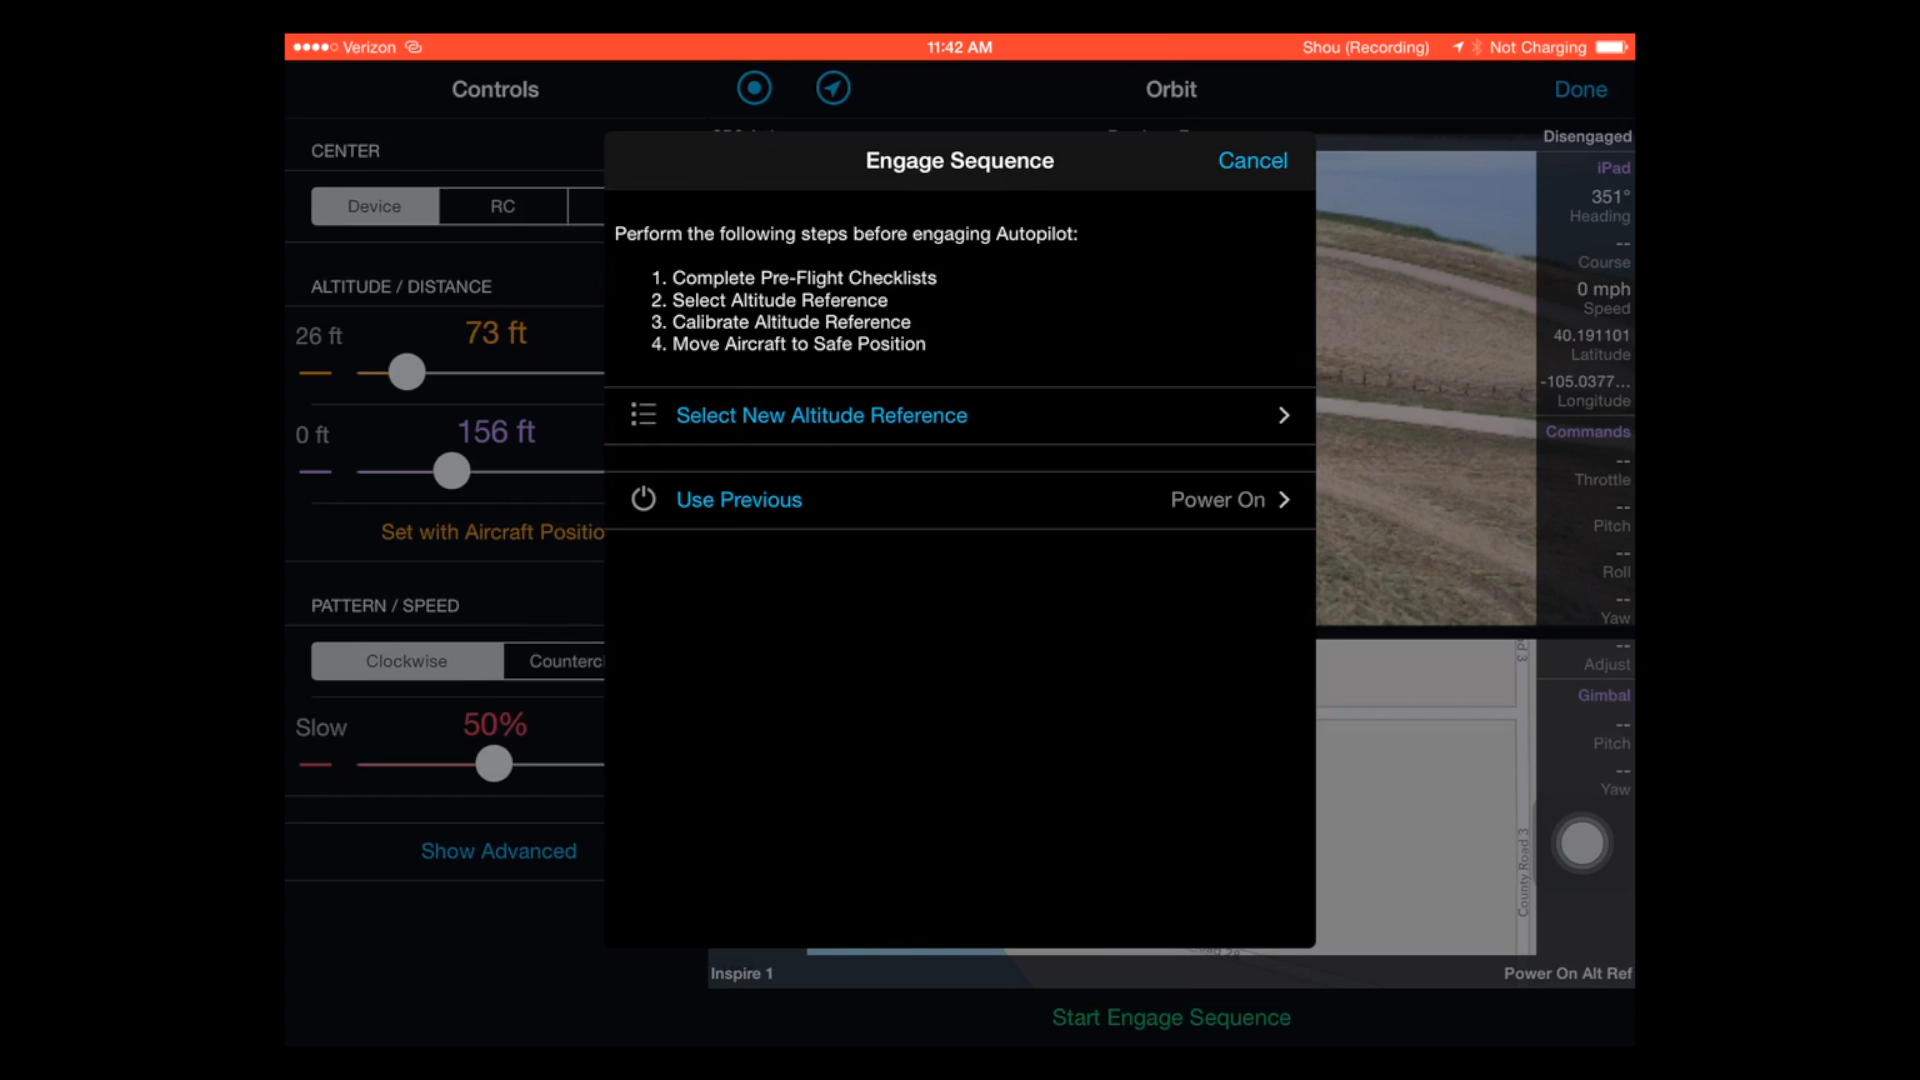 Verizon
11:42 AM
Shou (Recording)
Not Charging
Controls
Orbit
Done
CENTER
Device
RC
ALTITUDE / DISTANCE
26 ft
73 ft
0 ft
156 ft
Set with Aircraft Positio
PATTERN / SPEED
Clockwise
Counterc
Slow
50%
Show Advanced
Engage Sequence
Cancel
Perform the following steps before engaging Autopilot:
1. Complete Pre-Flight Checklists
2. Select Altitude Reference
3. Calibrate Altitude Reference
4. Move Aircraft to Safe Position
Select New Altitude Reference
Use Previous
Power On
Disengaged
iPad
351°
Heading
--
Course
0 mph
Speed
40.191101
Latitude
-105.0377...
Longitude
Commands
--
Throttle
--
Pitch
--
Roll
--
Yaw
--
Adjust
Gimbal
--
Pitch
--
Yaw
County Road 3
Inspire 1
Power On Alt Ref
Start Engage Sequence